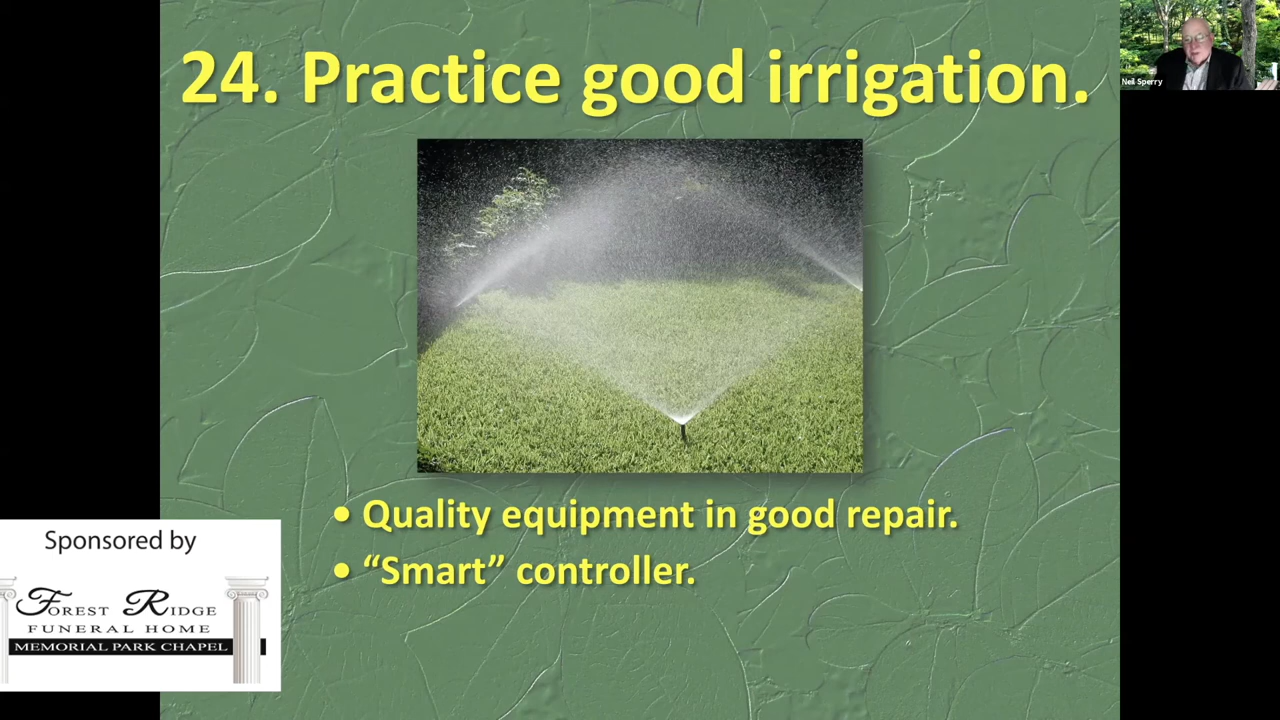 24. Practice good irrigation.
Neil Sperry
• Quality equipment in good repair.
• “Smart” controller.
Sponsored by
FOREST RIDGE
FUNERAL HOME
MEMORIAL PARK CHAPEL